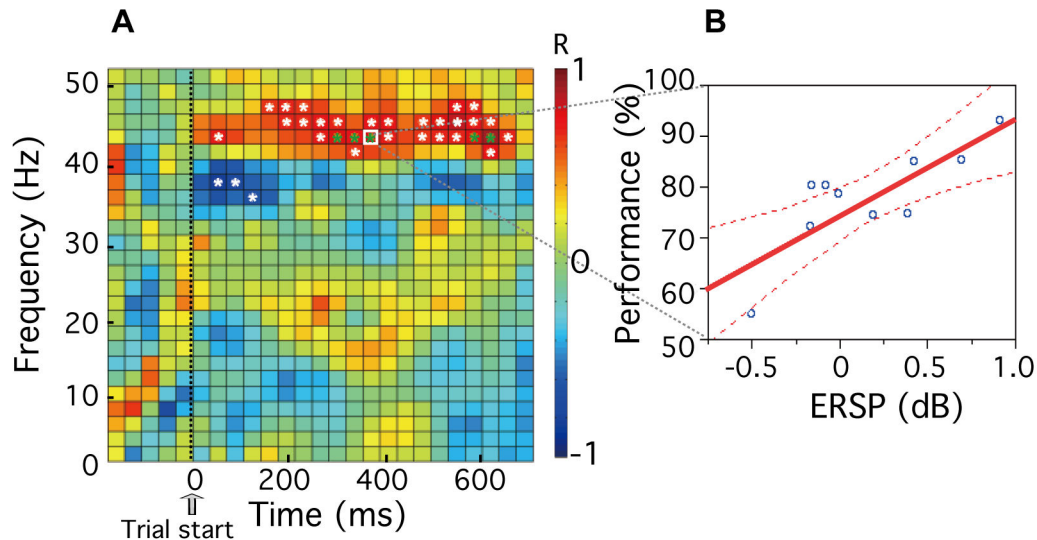 A
B
R
1
0
-1
50
40
30
20
10
0
Frequency (Hz)
0
200
400
600
Time (ms)
Trial start
100
90
80
70
60
50
Performance (%)
-0.5
0
0.5
1.0
ERSP (dB)